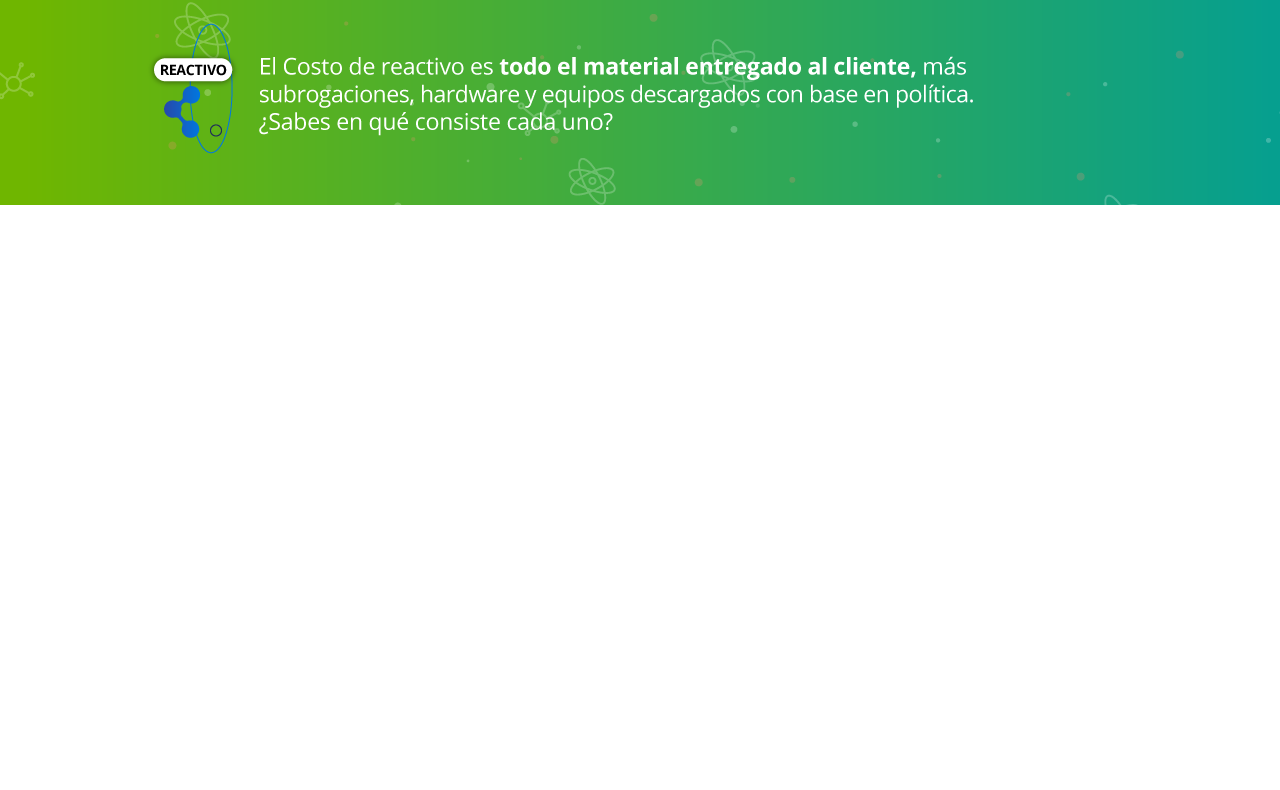 REACTIVO
El Costo de reactivo es todo el material entregado al cliente, más
subrogaciones, hardware y equipos descargados con base en política.
¿Sabes en qué consiste cada uno?